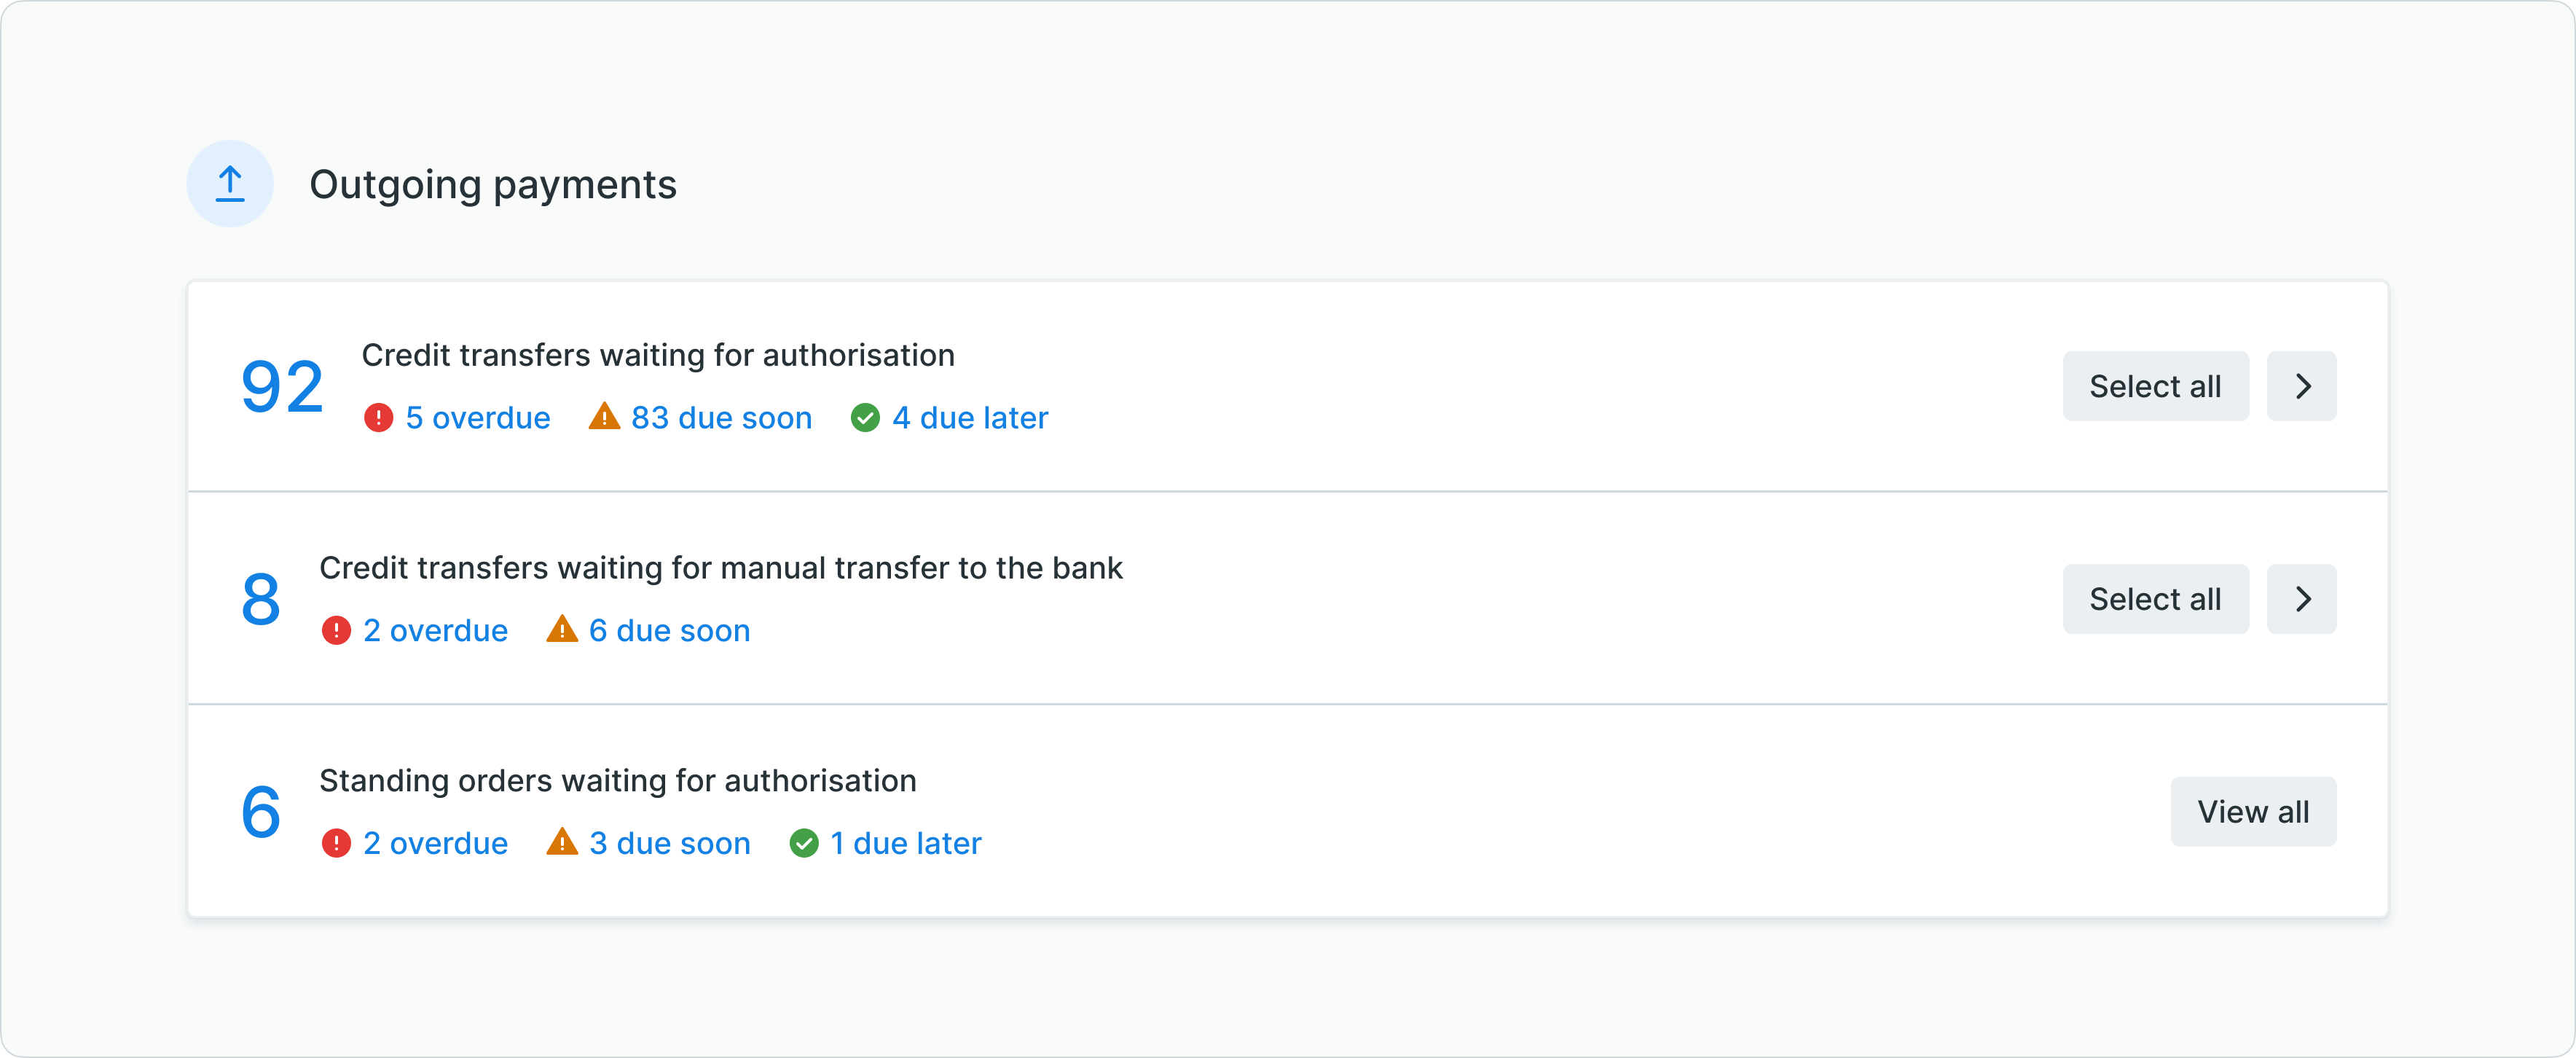 Outgoing payments
92
Credit transfers waiting for authorisation
5 overdue 83 due soon 4 due later
Select all
8
Credit transfers waiting for manual transfer to the bank
2 overdue 6 due soon
Select all
6
Standing orders waiting for authorisation
2 overdue 3 due soon 1 due later
View all